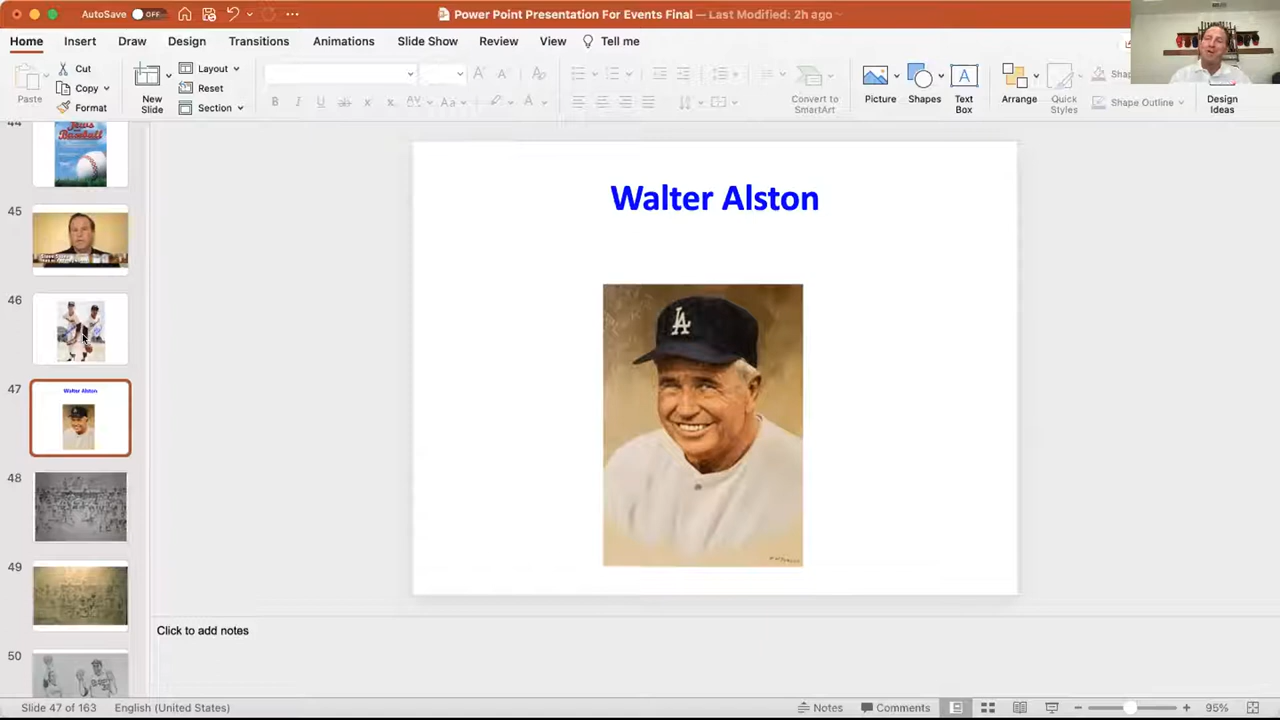 AutoSave OFF
Power Point Presentation For Events Final — Last Modified: 2h ago
Home Insert Draw Design Transitions Animations Slide Show Review View Tell me
Paste
Cut
Copy
Format
New Slide
Layout
Reset
Section
Convert to SmartArt
Picture
Shapes
Text Box
Arrange
Quick Styles
Shape Outline
Design Ideas
44
Baseball
45
46
47
Walter Alston
48
49
50
Walter Alston
LA
Click to add notes
Slide 47 of 163 English (United States) Notes Comments 95%